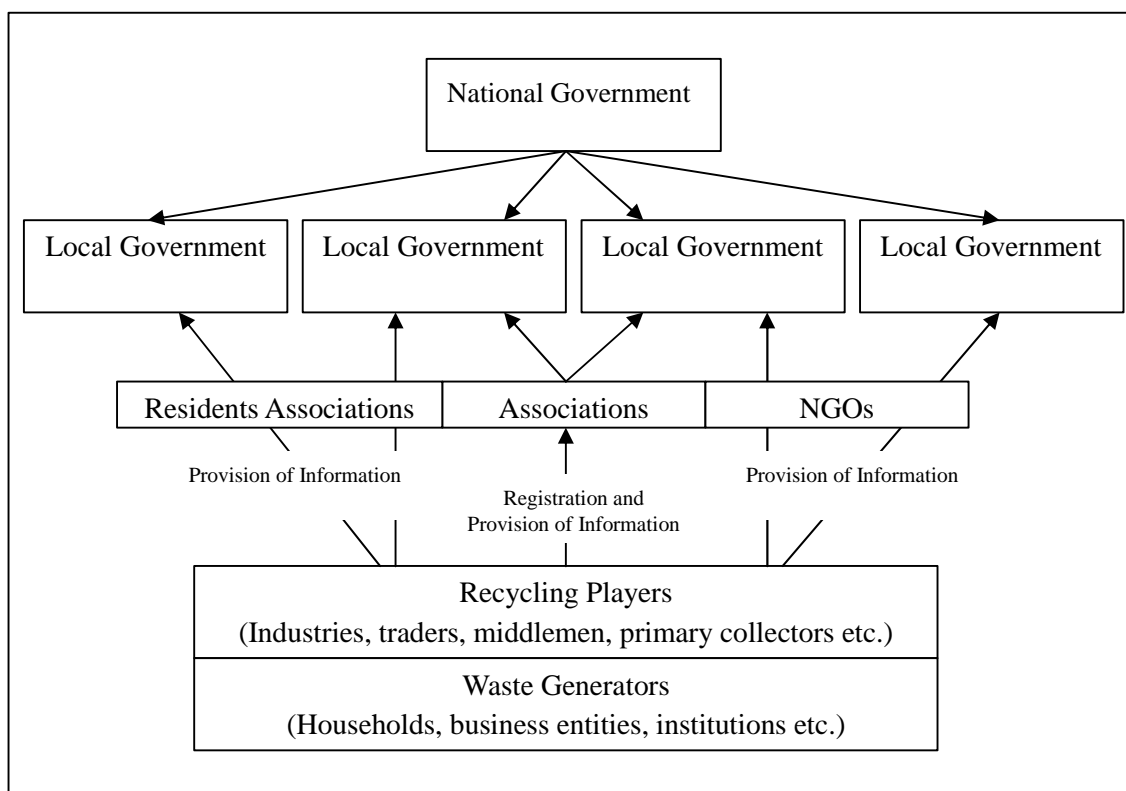 National Government
Local Government
Local Government
Local Government
Local Government
Residents Associations
Associations
NGOs
Provision of Information
Provision of Information
Registration and
Provision of Information
Recycling Players
(Industries, traders, middlemen, primary collectors etc.)
Waste Generators
(Households, business entities, institutions etc.)